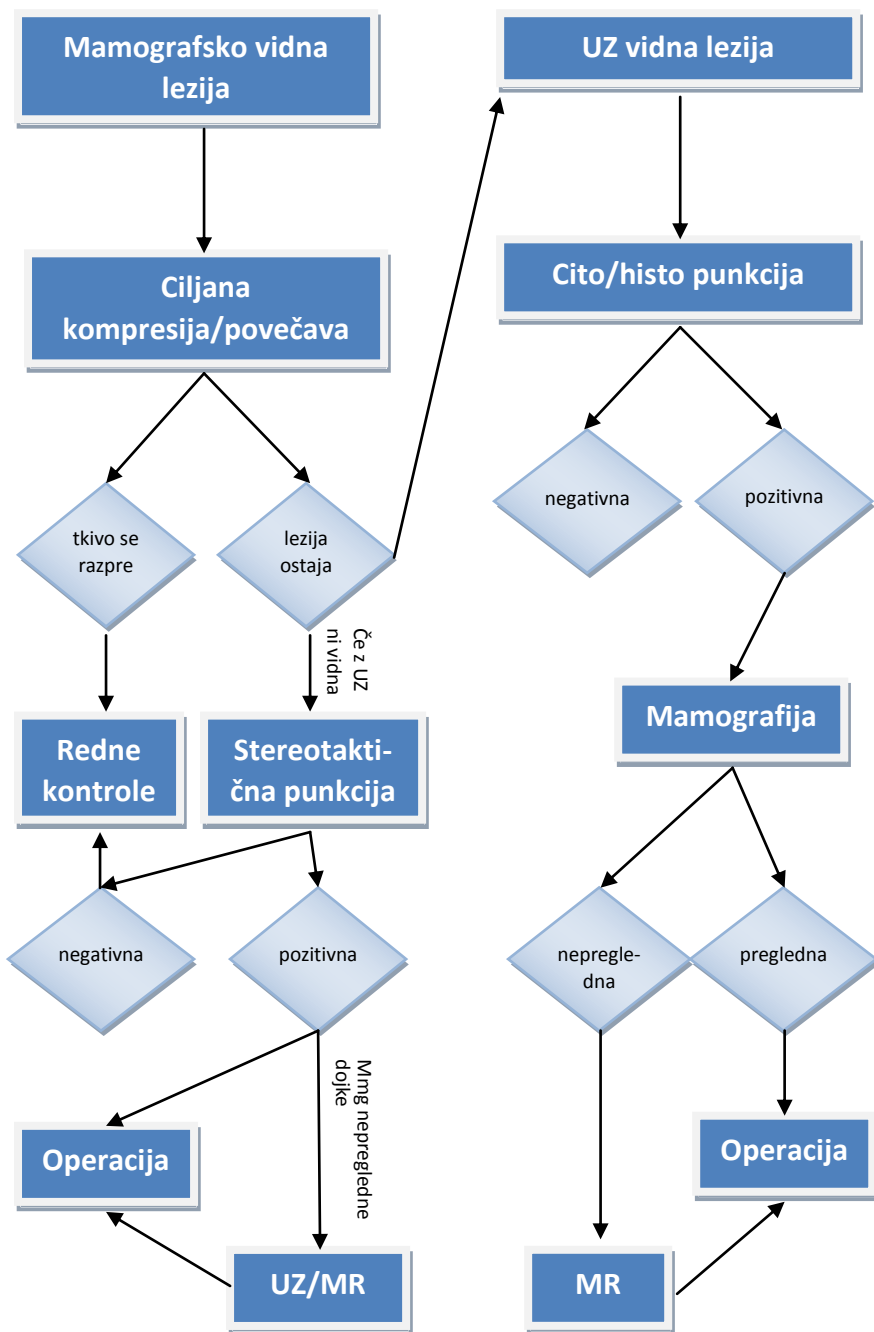 Mamografsko vidna
lezija
Ciljana
kompresija/povečava
tkivo se
razpre
lezija
ostaja
Če z UZ
ni vidna
Redne
kontrole
Stereotakti-
čna punkcija
negativna
pozitivna
Mmg nepregledne
dojke
Operacija
UZ/MR
UZ vidna lezija
Cito/histo punkcija
negativna
pozitivna
Mamografija
nepregle-
dna
pregledna
Operacija
MR